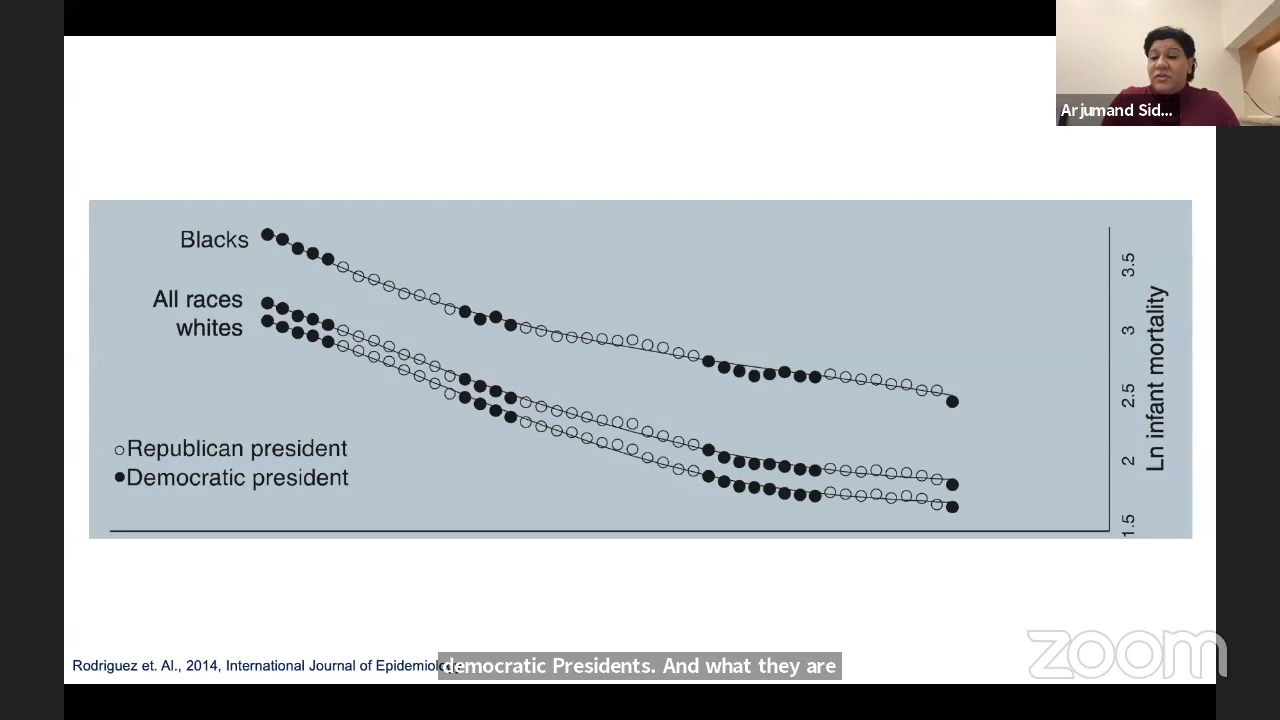 Arjumand Sid...
Blacks
All races
whites
Republican president
Democratic president
3.5
3
2.5
2
1.5
Ln infant mortality
Rodriguez et. Al., 2014, International Journal of Epidemiolo
democratic Presidents. And what they are
zoom